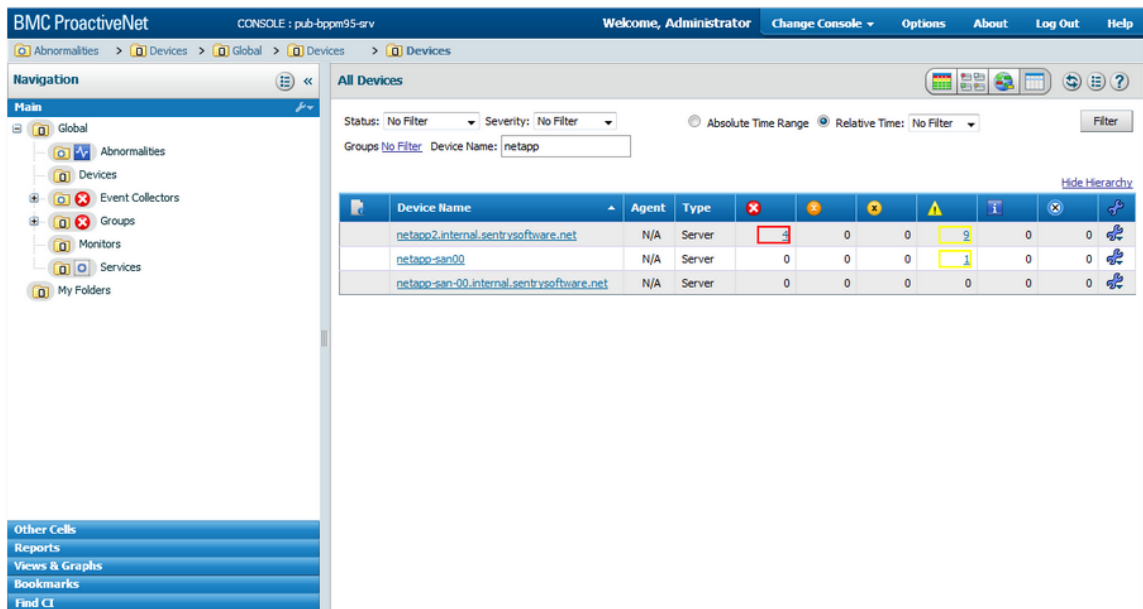 BMC ProactiveNet CONSOLE : pub-bppm95-srv Welcome, Administrator Change Console Options About Log Out Help
Abnormalities > Devices > Global > Devices > Devices
Navigation
Main
Global
Abnormalities
Devices
Event Collectors
Groups
Monitors
Services
My Folders
Other Cells
Reports
Views & Graphs
Bookmarks
Find CI
All Devices
Status: No Filter Severity: No Filter Absolute Time Range Relative Time: No Filter Filter
Groups No Filter Device Name: netapp
Hide Hierarchy
Device Name Agent Type
netapp2.internal.sentrysoftware.net N/A Server 4 0 0 9 0 0
netapp-san00 N/A Server 0 0 0 1 0 0
netapp-san-00.internal.sentrysoftware.net N/A Server 0 0 0 0 0 0